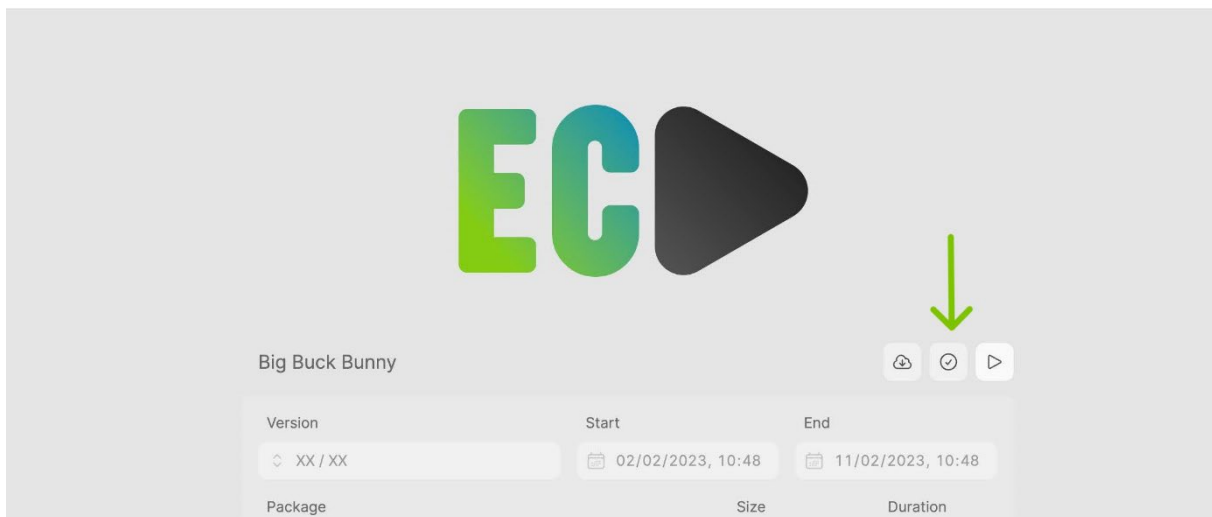 EC
Big Buck Bunny
Version Start End
XX / XX 02/02/2023, 10:48 11/02/2023, 10:48
Package Size Duration